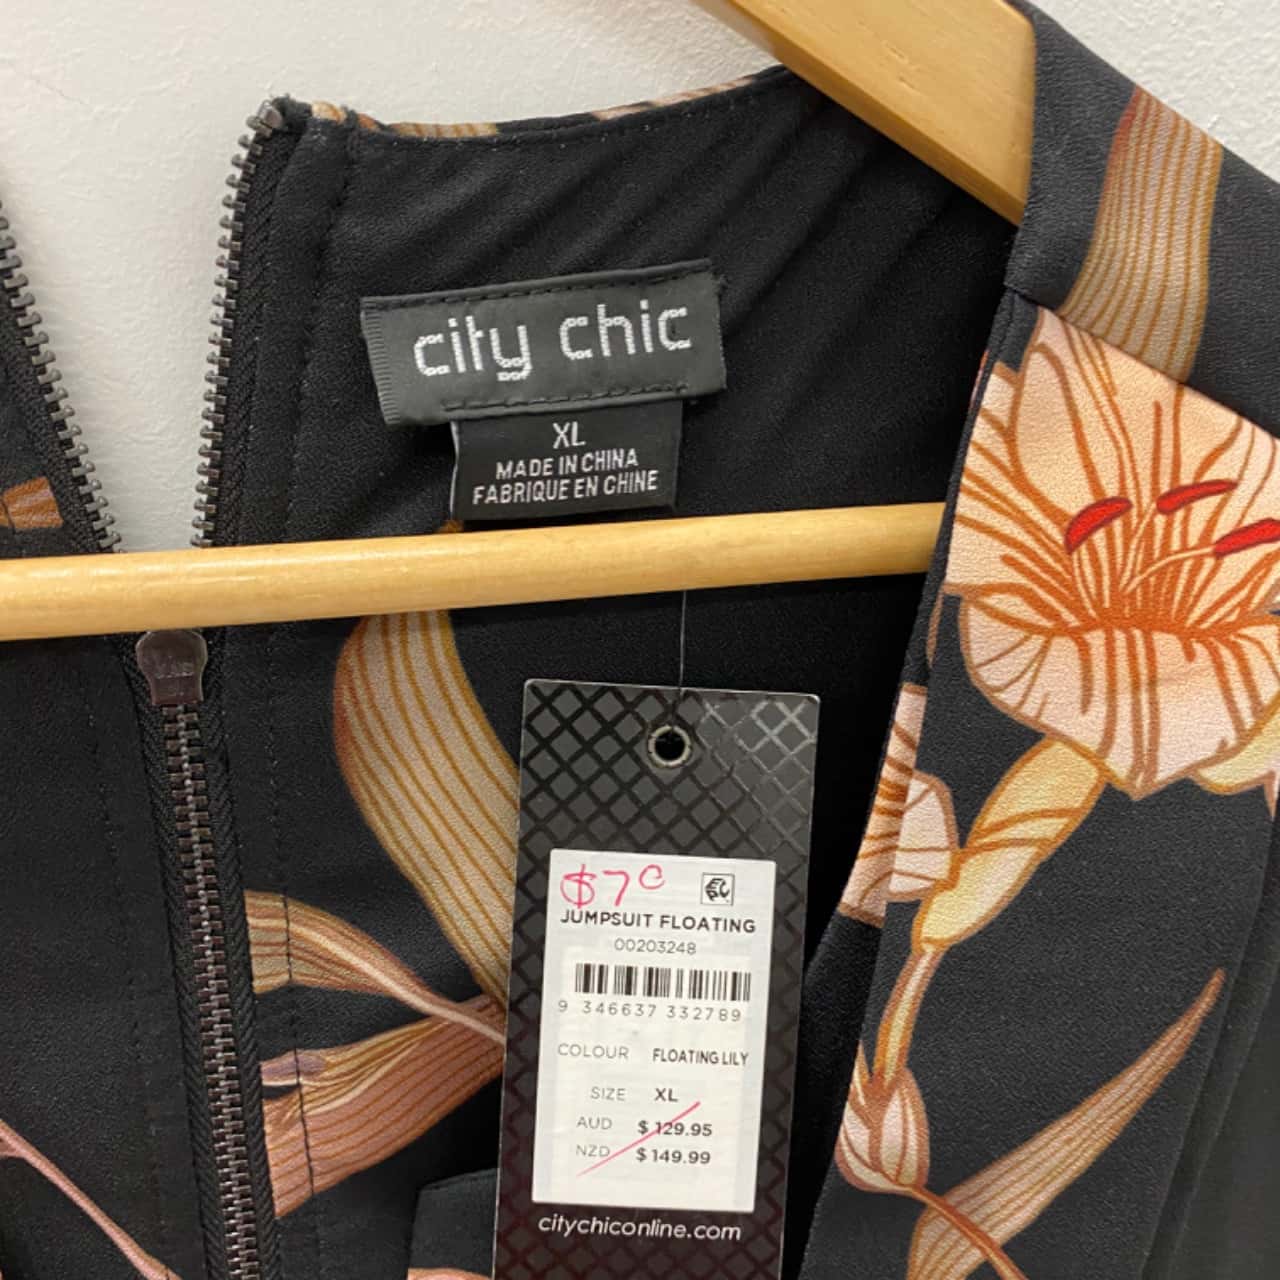 city chic
XL
MADE IN CHINA
FABRIQUE EN CHINE
$7
JUMPSUIT FLOATING
00203248
9 346637 332789
COLOUR FLOATING LILY
SIZE XL
AUD $129.95
NZD $149.99
citychiconline.com